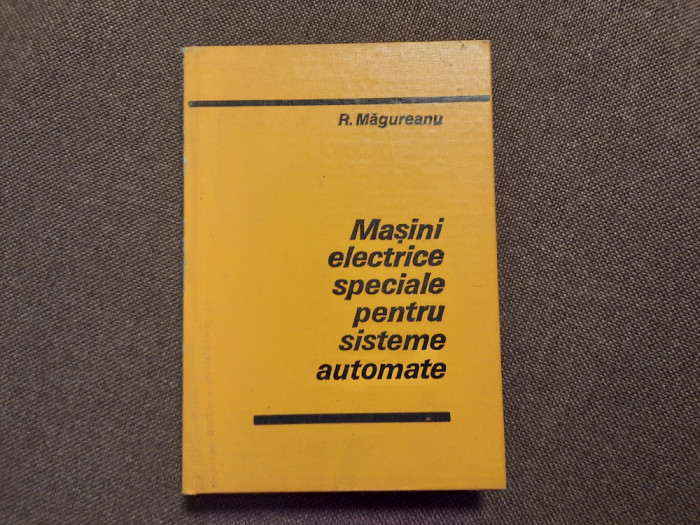 R. Măgureanu
Mașini
electrice
speciale
pentru
sisteme
automate